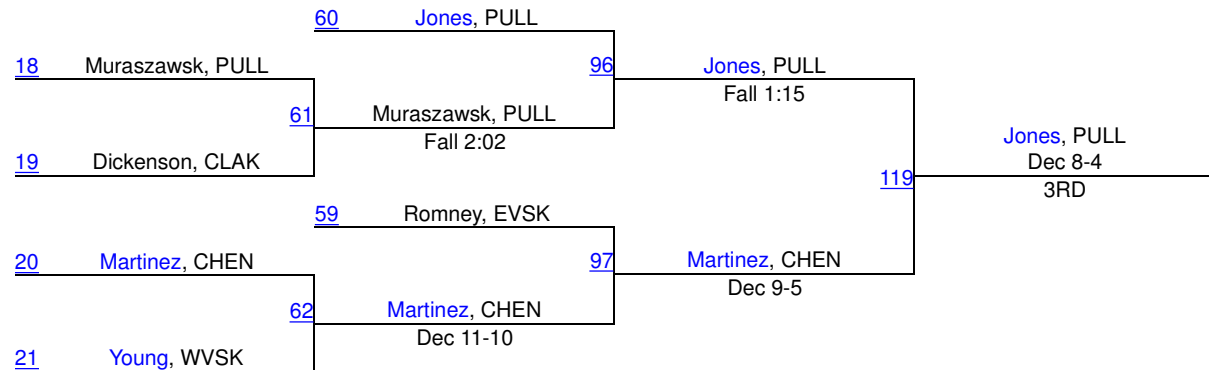 60 Jones, PULL
18 Muraszawsk, PULL
96 Jones, PULL
Fall 1:15
61 Muraszawsk, PULL
Fall 2:02
Jones, PULL
19 Dickenson, CLAK
Dec 8-4
119
3RD
59 Romney, EVSK
20 Martinez, CHEN
97 Martinez, CHEN
Dec 9-5
62 Martinez, CHEN
Dec 11-10
21 Young, WVSK